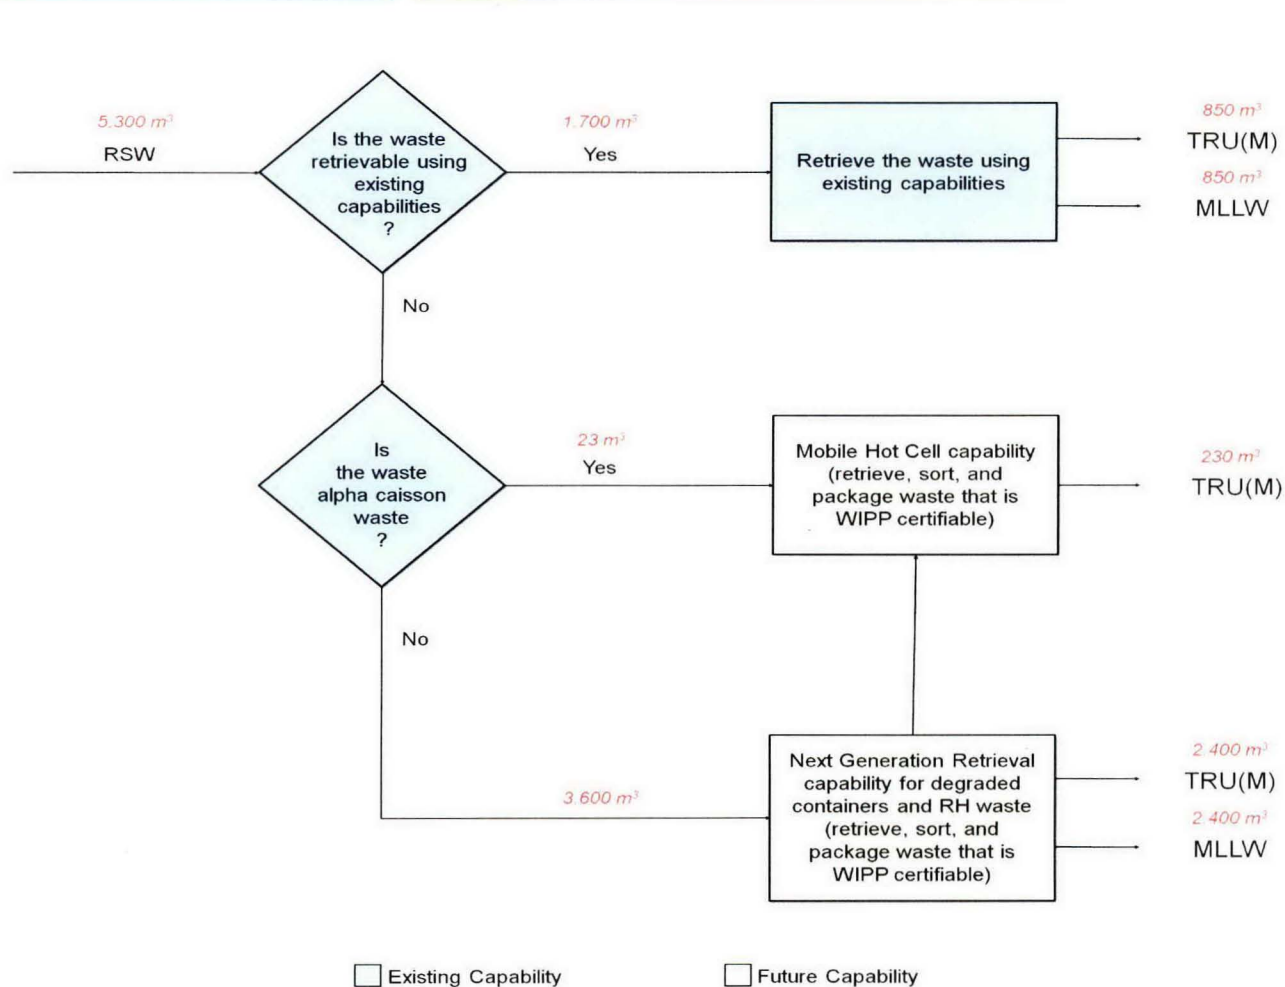 5,300 m³
RSW
Is the waste
retrievable using
existing
capabilities
?
1,700 m³
Yes
Retrieve the waste using
existing capabilities
850 m³
TRU(M)
850 m³
MLLW
No
Is
the waste
alpha caisson
waste
?
23 m³
Yes
Mobile Hot Cell capability
(retrieve, sort, and
package waste that is
WIPP certifiable)
230 m³
TRU(M)
No
3,600 m³
Next Generation Retrieval
capability for degraded
containers and RH waste
(retrieve, sort, and
package waste that is
WIPP certifiable)
2,400 m³
TRU(M)
2,400 m³
MLLW
Existing Capability
Future Capability